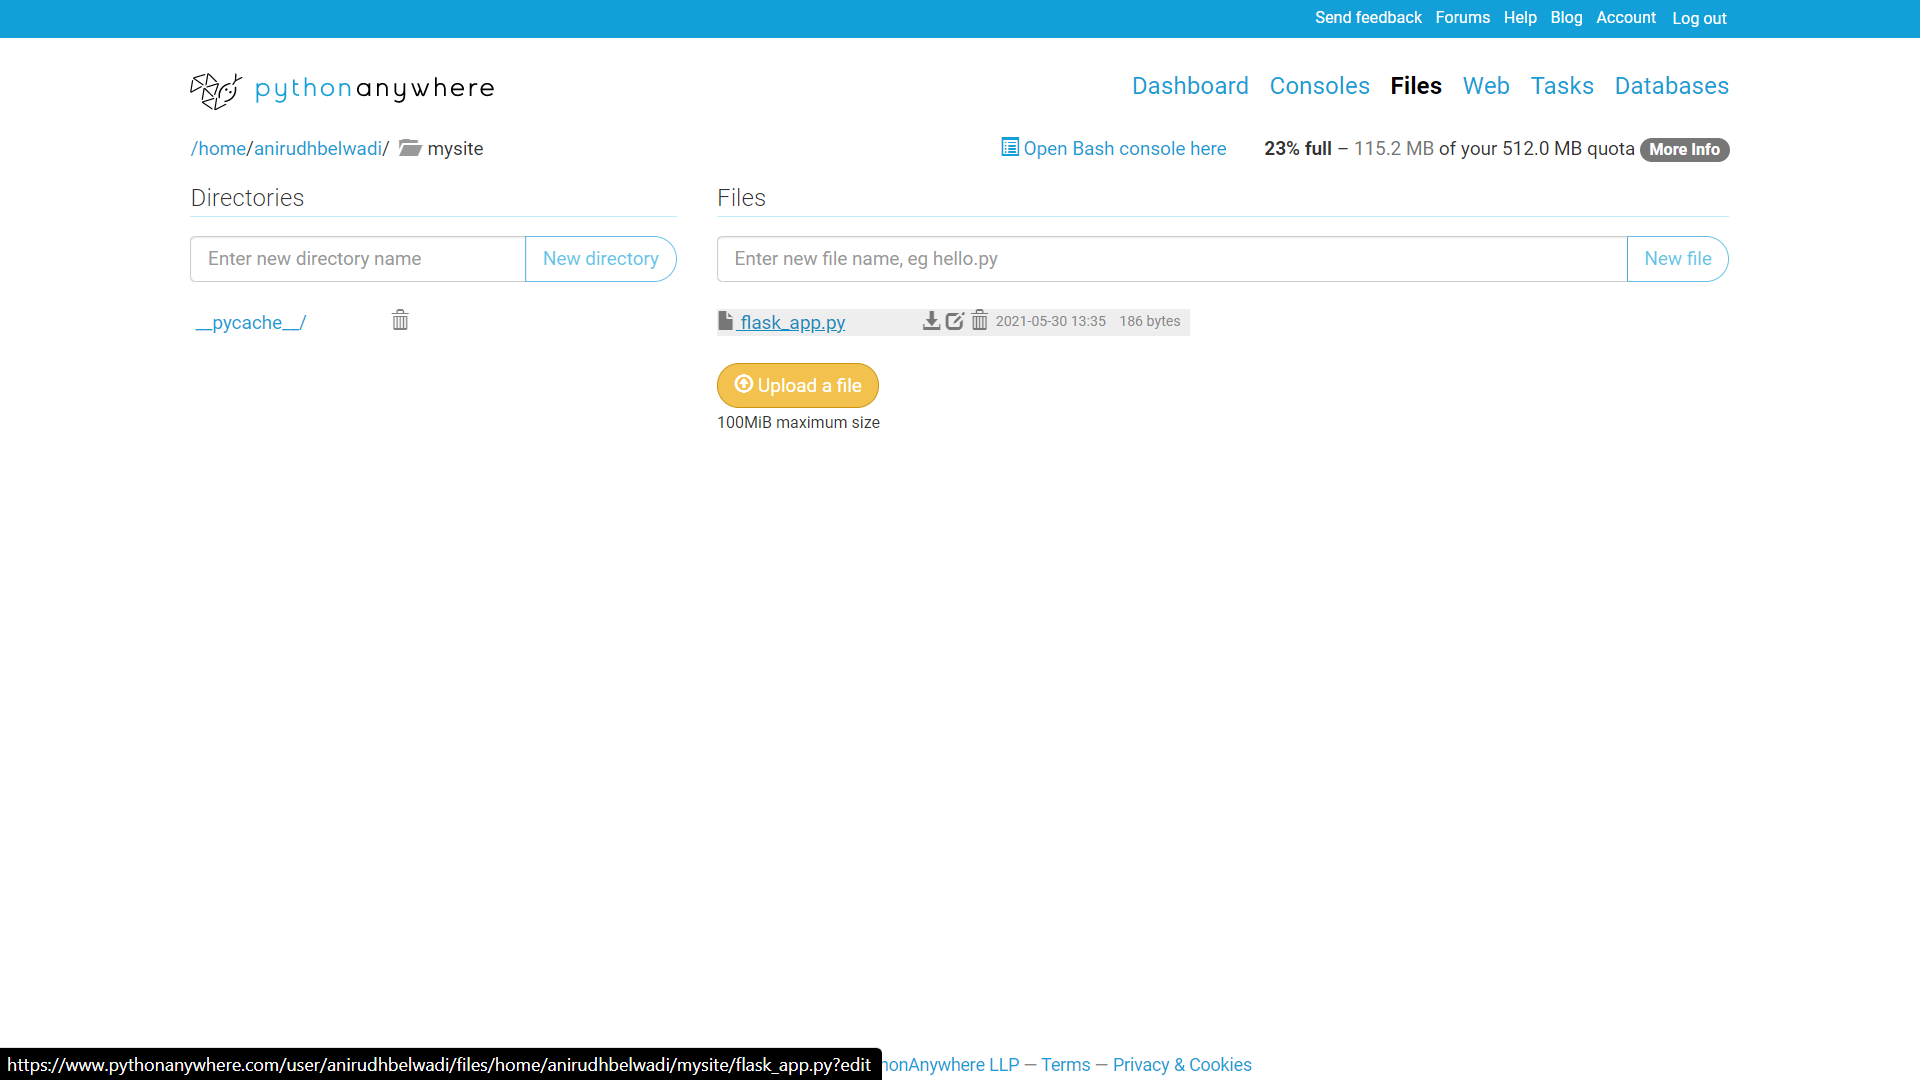 Send feedback Forums Help Blog Account Log out
pythonanywhere
Dashboard Consoles Files Web Tasks Databases
/home/anirudhbelwadi/ mysite
Open Bash console here
23% full – 115.2 MB of your 512.0 MB quota More Info
Directories
Files
Enter new directory name New directory
Enter new file name, eg hello.py New file
__pycache__/
flask_app.py 2021-05-30 13:35 186 bytes
Upload a file
100MiB maximum size
https://www.pythonanywhere.com/user/anirudhbelwadi/files/home/anirudhbelwadi/mysite/flask_app.py?edit
honAnywhere LLP — Terms — Privacy & Cookies